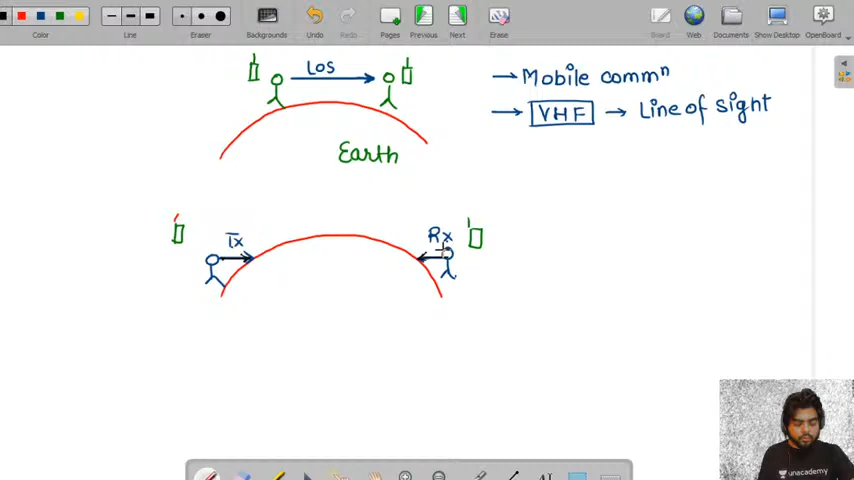 Board
Web
Documents
Show Desktop
OpenBoard
Line
Eraser
Backgrounds
Undo
Redo
Pages
Previous
Next
Erase
LOS
→ Mobile commⁿ
→ VHF → Line of sight
Earth
Tx
Rx
unacademy